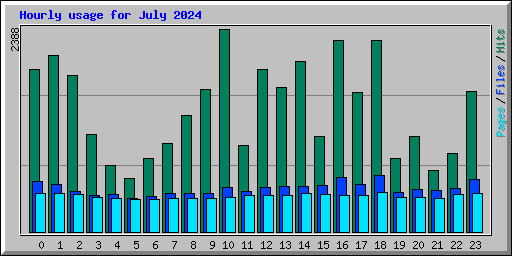 Hourly usage for July 2024
2388
Pages / Files / Hits
0 1 2 3 4 5 6 7 8 9 10 11 12 13 14 15 16 17 18 19 20 21 22 23